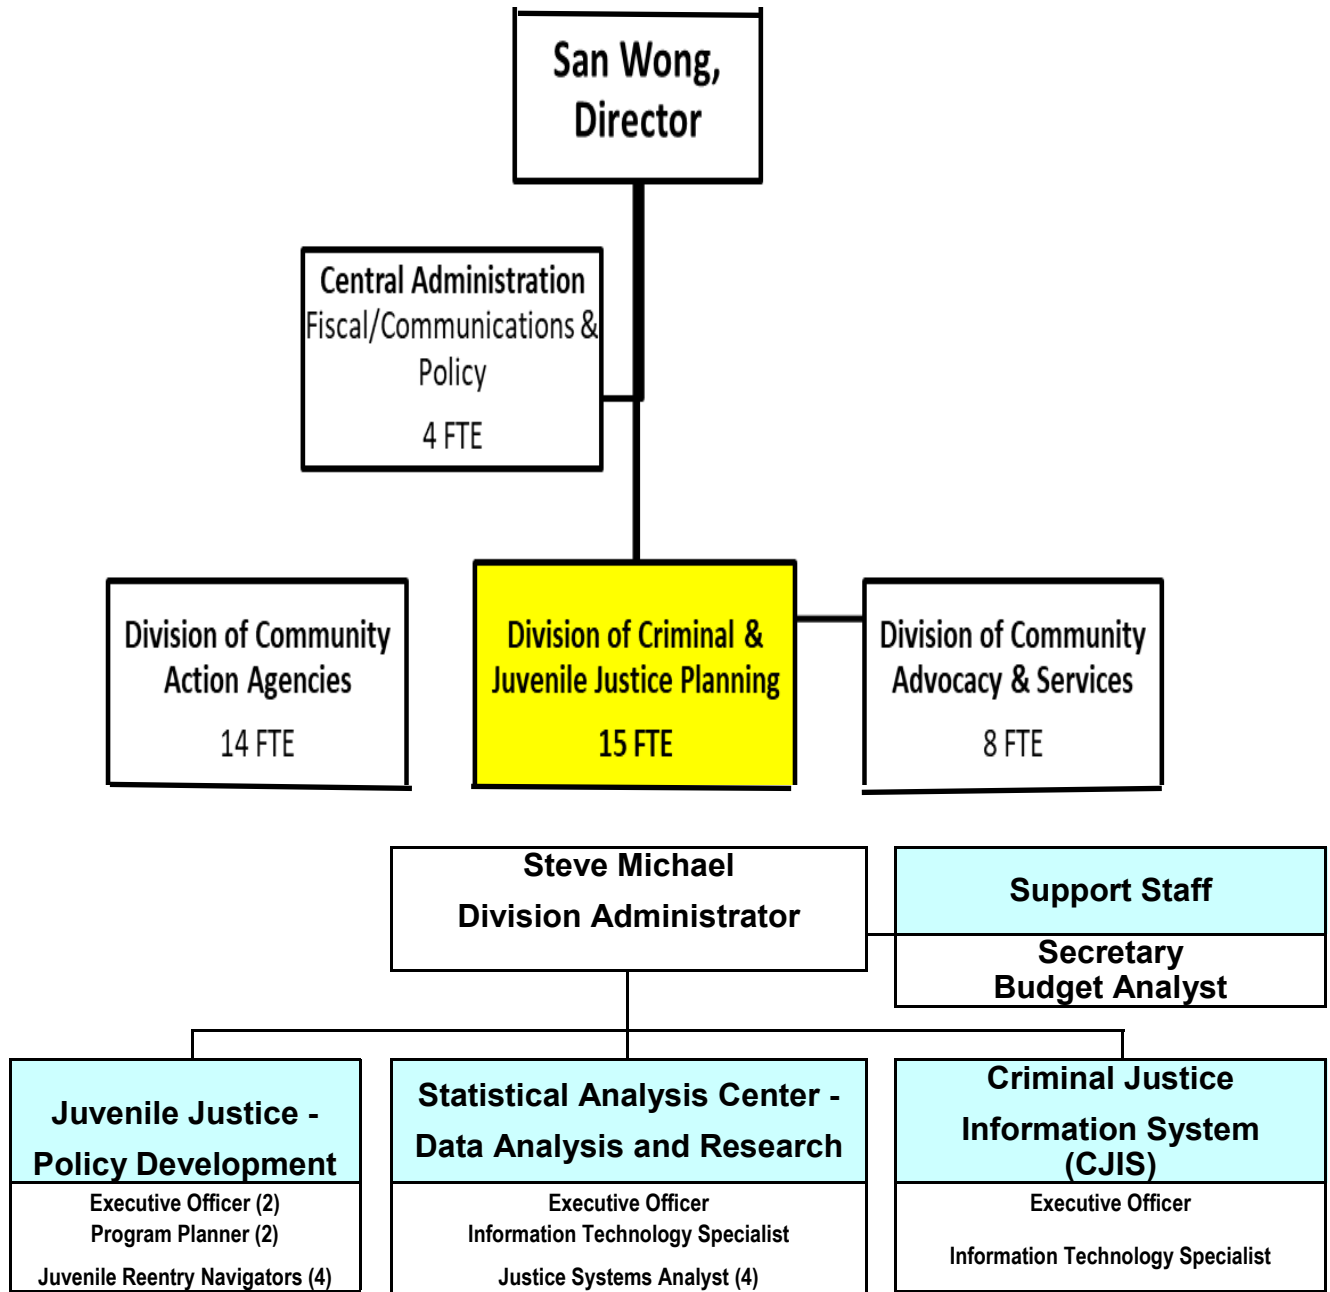 San Wong,
Director
Central Administration
Fiscal/Communications &
Policy
4 FTE
Division of Community
Action Agencies
14 FTE
Division of Criminal &
Juvenile Justice Planning
15 FTE
Division of Community
Advocacy & Services
8 FTE
Steve Michael
Division Administrator
Support Staff
Secretary
Budget Analyst
Juvenile Justice -
Policy Development
Executive Officer (2)
Program Planner (2)
Juvenile Reentry Navigators (4)
Statistical Analysis Center -
Data Analysis and Research
Executive Officer
Information Technology Specialist
Justice Systems Analyst (4)
Criminal Justice
Information System
(CJIS)
Executive Officer
Information Technology Specialist